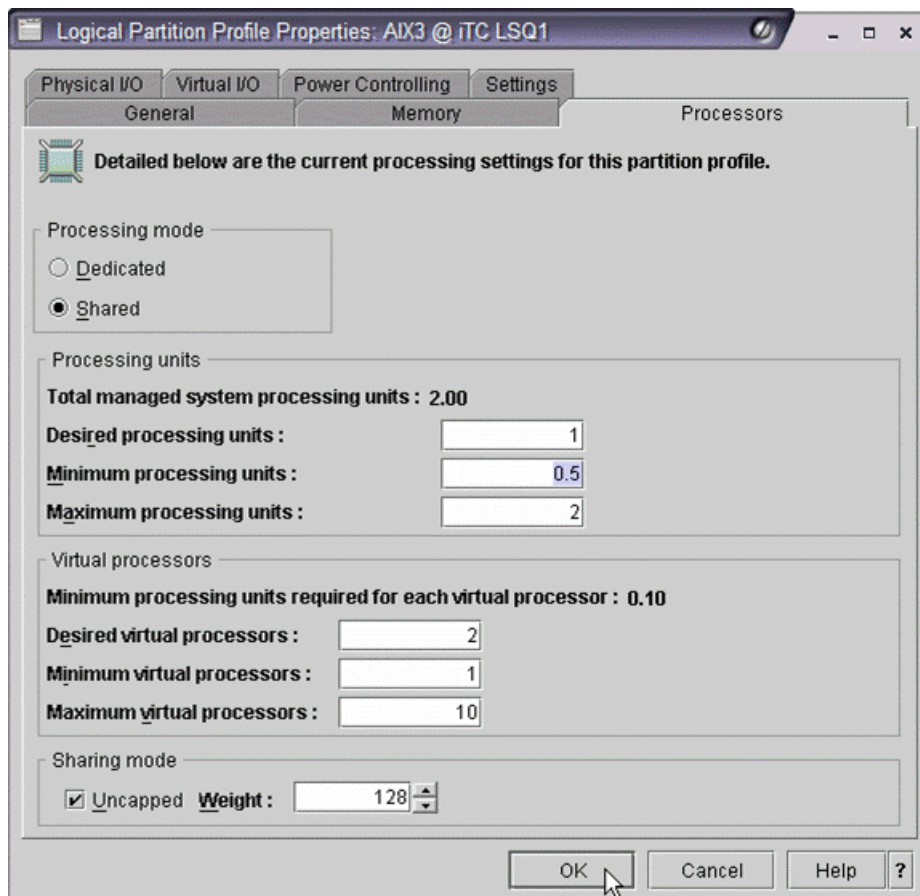 Logical Partition Profile Properties: AIX3 @ iTC LSQ1
Physical I/O Virtual I/O Power Controlling Settings
General Memory Processors
Detailed below are the current processing settings for this partition profile.
Processing mode
Dedicated
Shared
Processing units
Total managed system processing units : 2.00
Desired processing units : 1
Minimum processing units : 0.5
Maximum processing units : 2
Virtual processors
Minimum processing units required for each virtual processor : 0.10
Desired virtual processors : 2
Minimum virtual processors : 1
Maximum virtual processors : 10
Sharing mode
Uncapped Weight : 128
OK Cancel Help ?